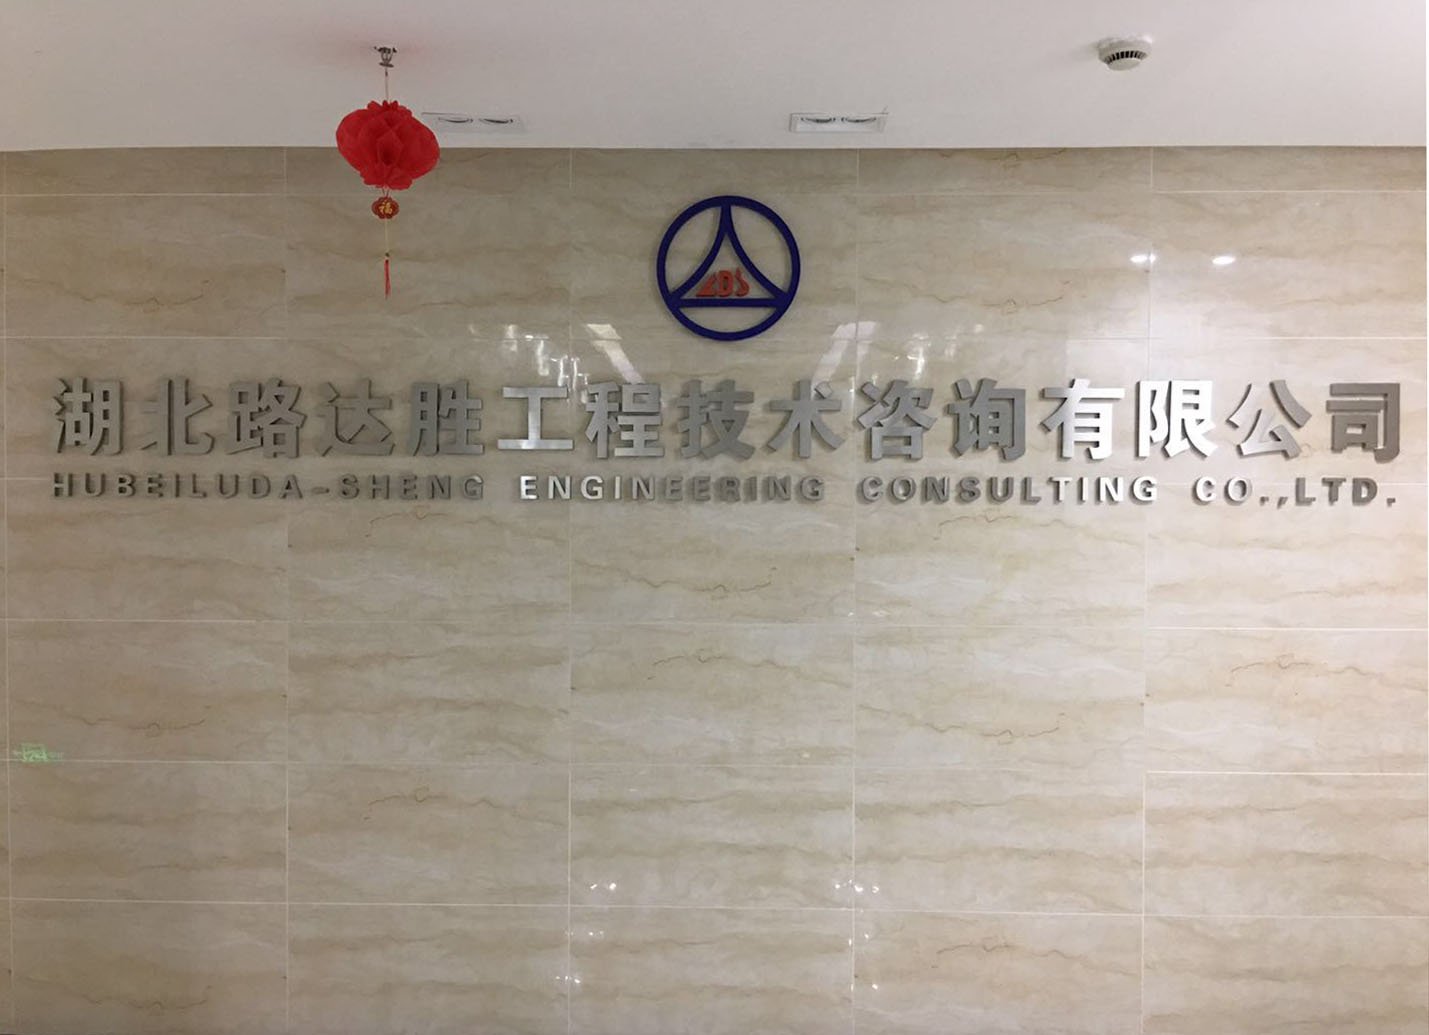 福
LDS
湖北路达胜工程技术咨询有限公司
HUBEILUDA-SHENG ENGINEERING CONSULTING CO.,LTD.